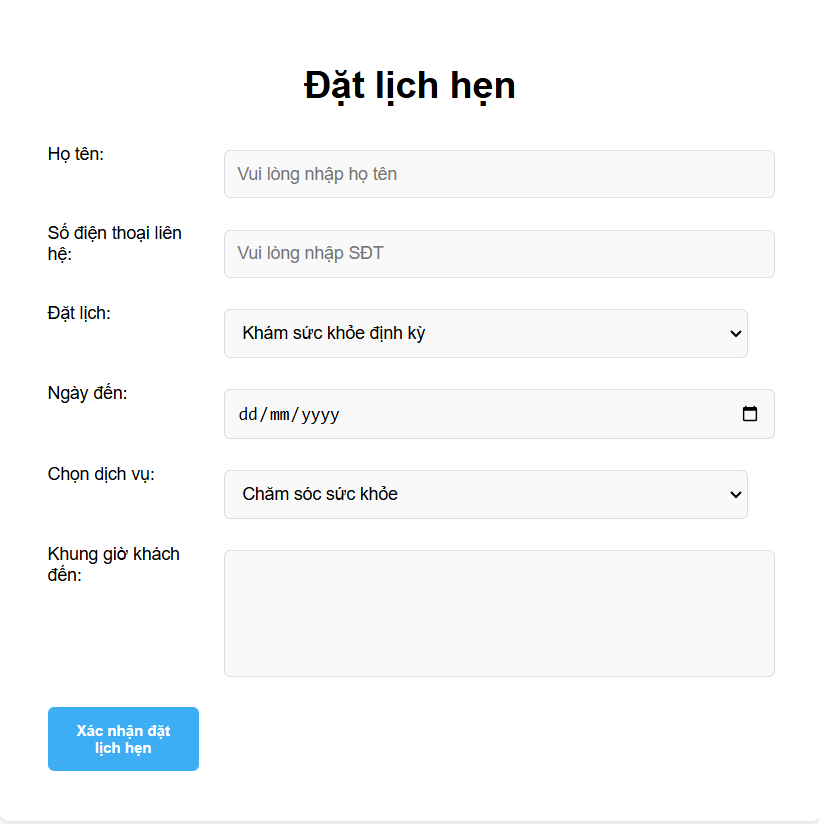 Đặt lịch hẹn
Họ tên:
Vui lòng nhập họ tên
Số điện thoại liên
hệ:
Vui lòng nhập SĐT
Đặt lịch:
Khám sức khỏe định kỳ
Ngày đến:
dd/mm/yyyy
Chọn dịch vụ:
Chăm sóc sức khỏe
Khung giờ khách
đến:
Xác nhận đặt
lịch hẹn